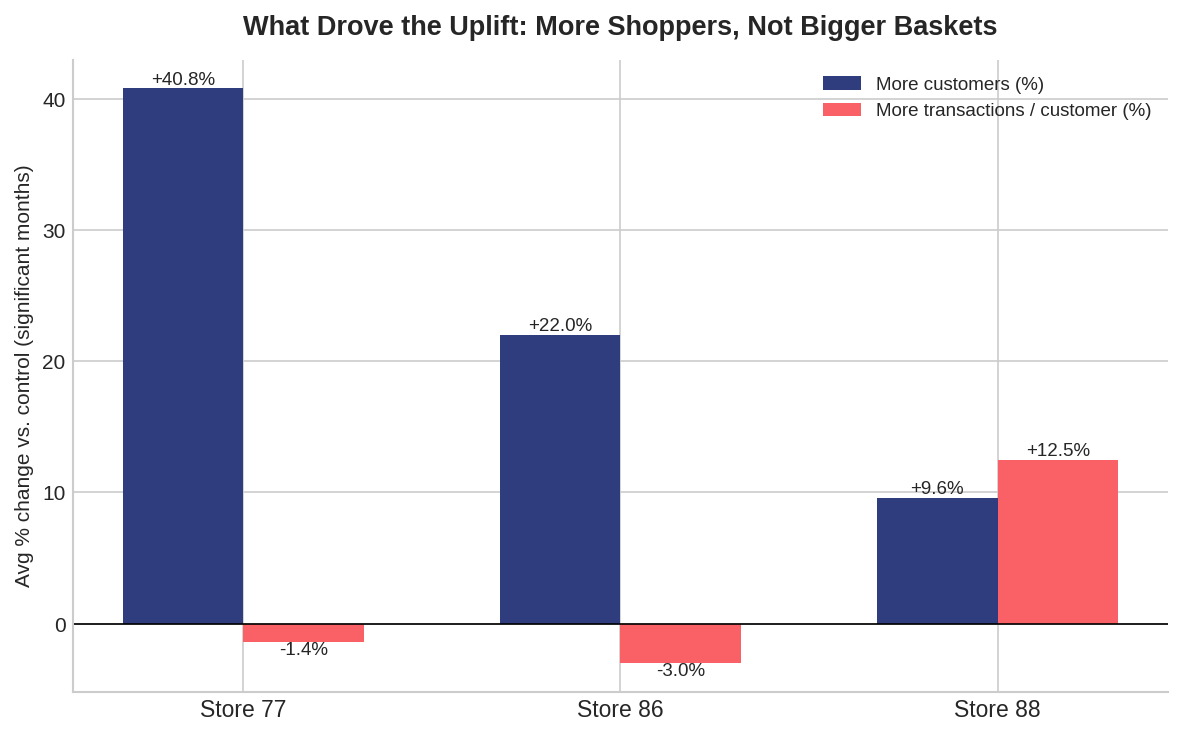 What Drove the Uplift: More Shoppers, Not Bigger Baskets
More customers (%)
More transactions / customer (%)
Avg % change vs. control (significant months)
40
30
20
10
0
+40.8%
-1.4%
+22.0%
-3.0%
+9.6%
+12.5%
Store 77
Store 86
Store 88